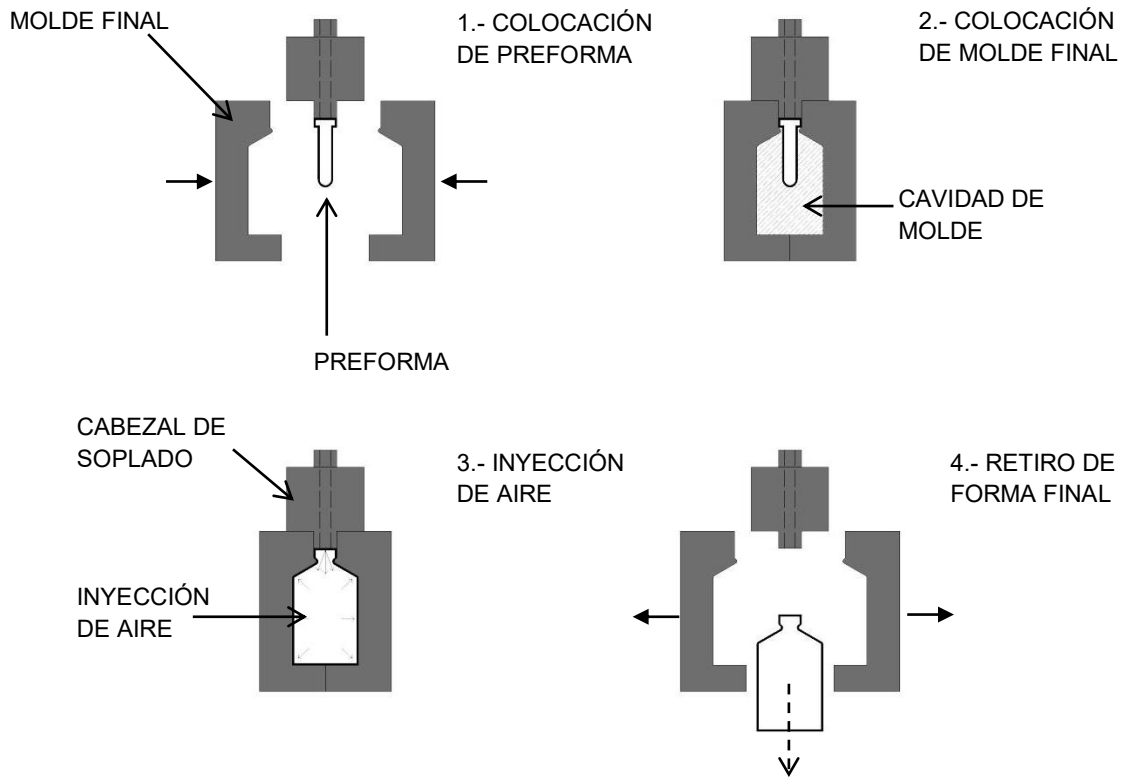 MOLDE FINAL
1.- COLOCACIÓN
DE PREFORMA
2.- COLOCACIÓN
DE MOLDE FINAL
CAVIDAD DE
MOLDE
PREFORMA
CABEZAL DE
SOPLADO
3.- INYECCIÓN
DE AIRE
4.- RETIRO DE
FORMA FINAL
INYECCIÓN
DE AIRE